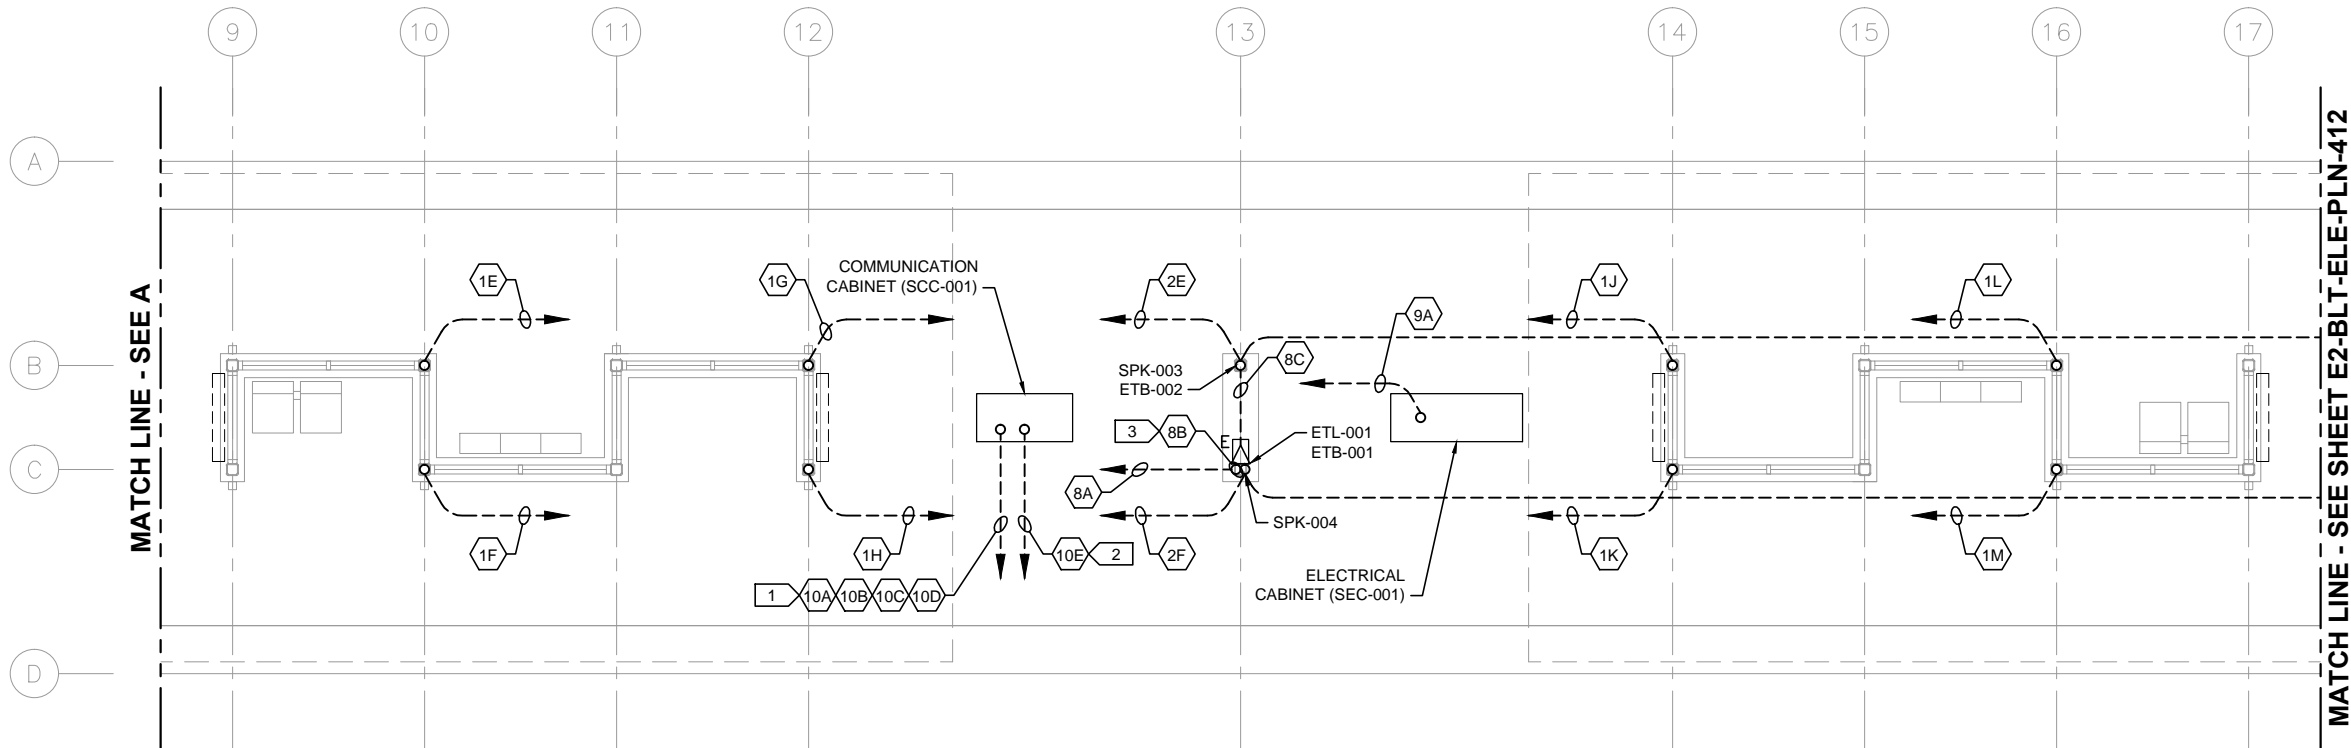 9
10
11
12
13
14
15
16
17
A
B
C
D
MATCH LINE - SEE A
MATCH LINE - SEE SHEET E2-BLT-ELE-PLN-412
1E
1G
COMMUNICATION
CABINET (SCC-001)
2E
9A
1J
1L
8C
SPK-003
ETB-002
3
8B
E
ETL-001
ETB-001
8A
SPK-004
1F
1H
10E
2
2F
1K
1M
1
10A
10B
10C
10D
ELECTRICAL
CABINET (SEC-001)